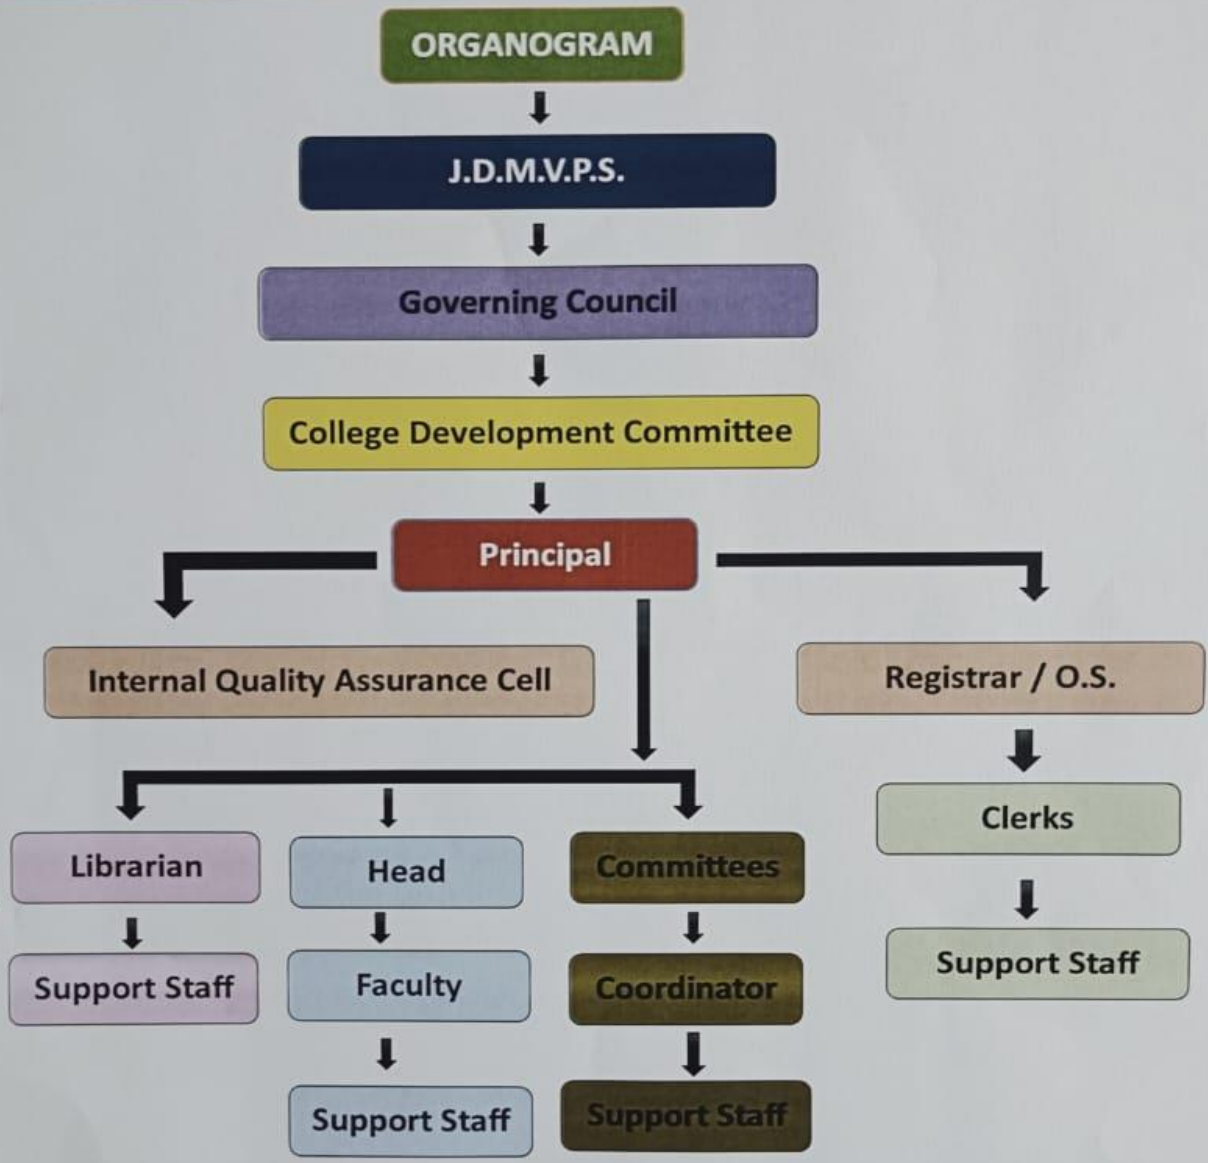 ORGANOGRAM
J.D.M.V.P.S.
Governing Council
College Development Committee
Principal
Internal Quality Assurance Cell
Registrar / O.S.
Librarian
Head
Committees
Clerks
Support Staff
Faculty
Coordinator
Support Staff
Support Staff
Support Staff